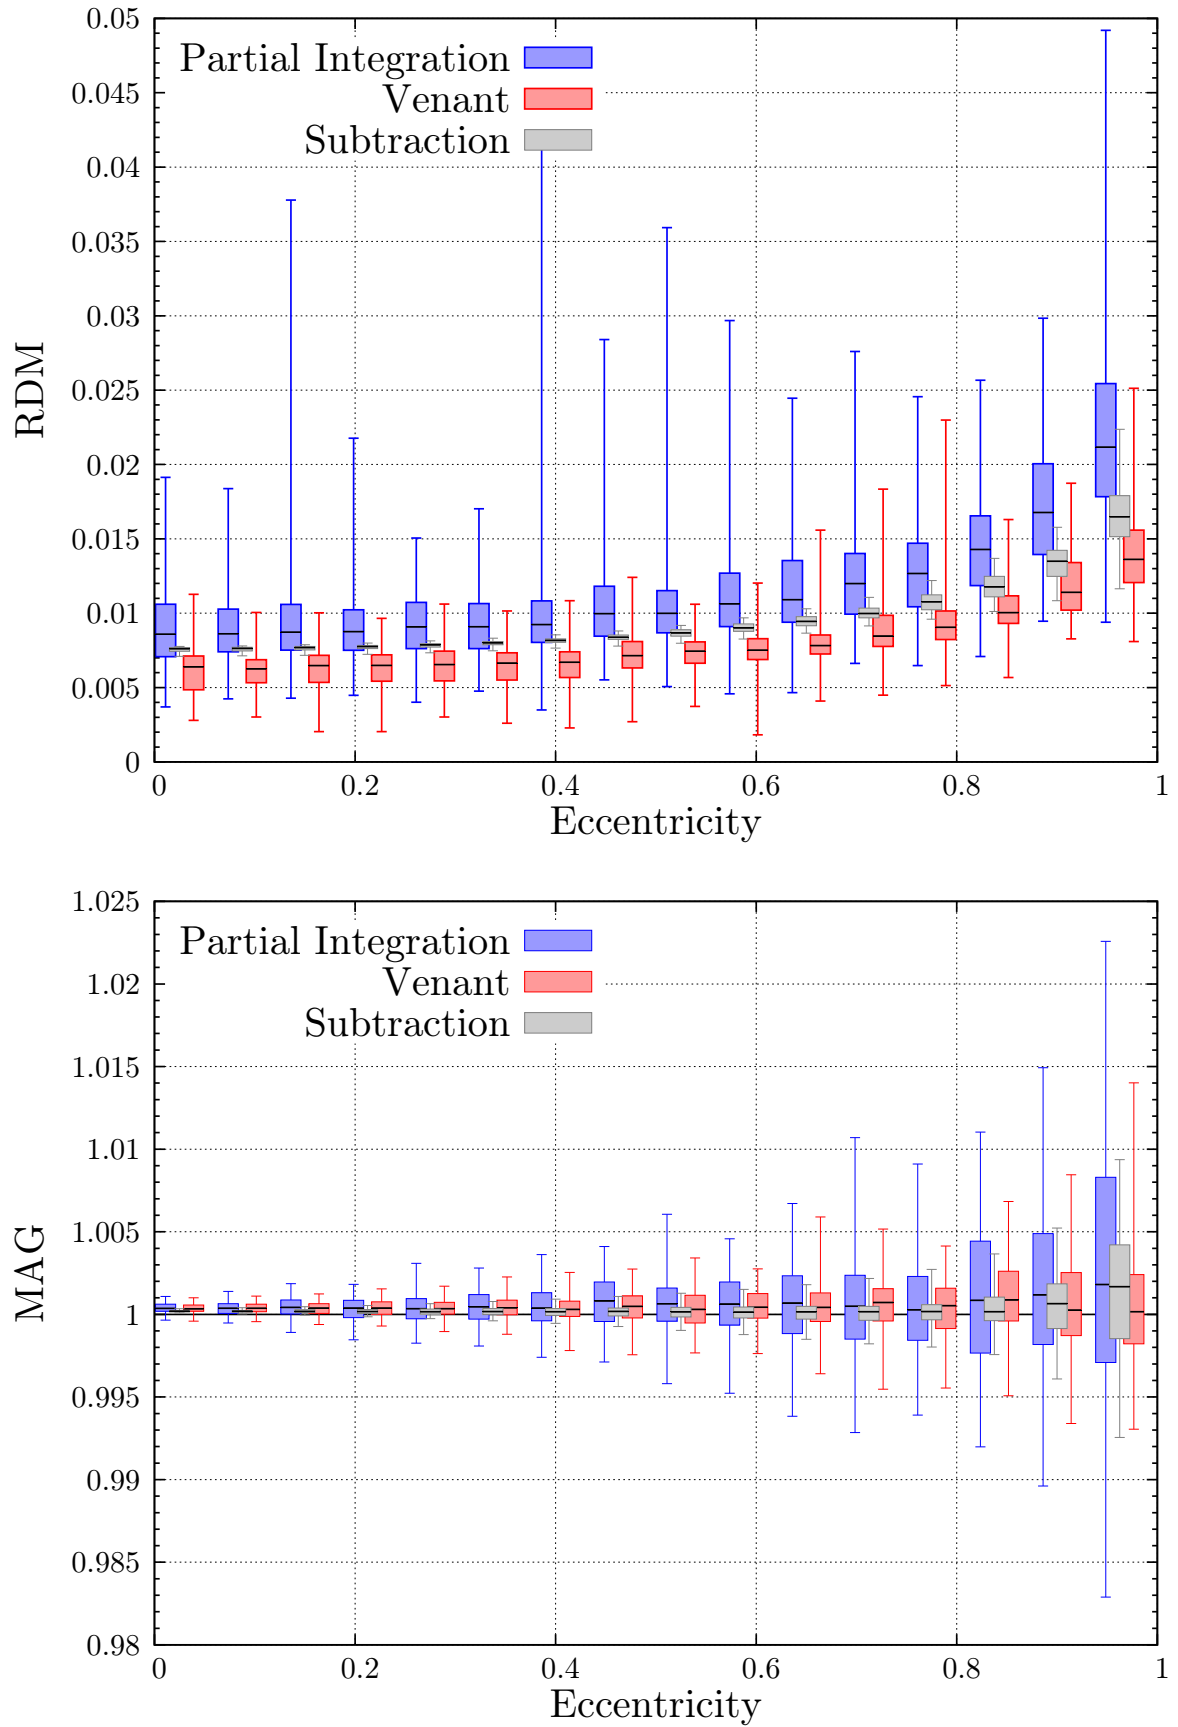 0.05
Partial Integration
0.045
Venant
Subtraction
0.04
0.035
0.03
RDM
0.025
0.02
0.015
0.01
0.005
0
0 0.2 0.4 0.6 0.8 1
Eccentricity
1.025
Partial Integration
1.02
Venant
Subtraction
1.015
1.01
1.005
MAG
1
0.995
0.99
0.985
0.98
0 0.2 0.4 0.6 0.8 1
Eccentricity